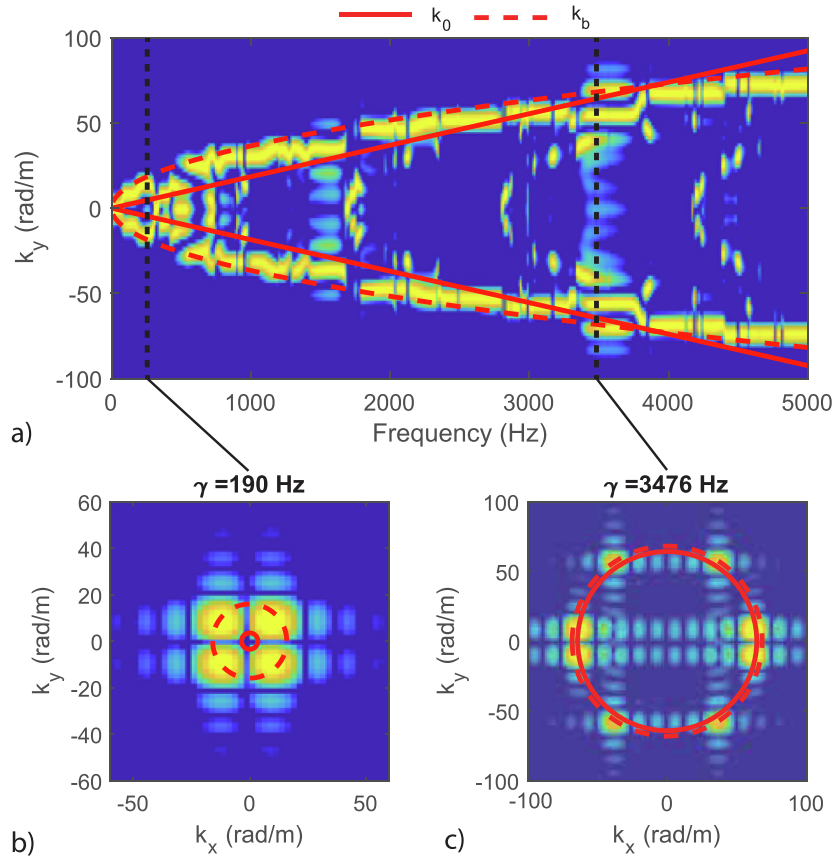 k0 kb
100
50
0
-50
-100
ky (rad/m)
0 1000 2000 3000 4000 5000
Frequency (Hz)
a)
γ =190 Hz
60
40
20
0
-20
-40
-60
ky (rad/m)
-50 0 50
kx (rad/m)
b)
γ =3476 Hz
100
50
0
-50
-100
ky (rad/m)
-100 0 100
kx (rad/m)
c)